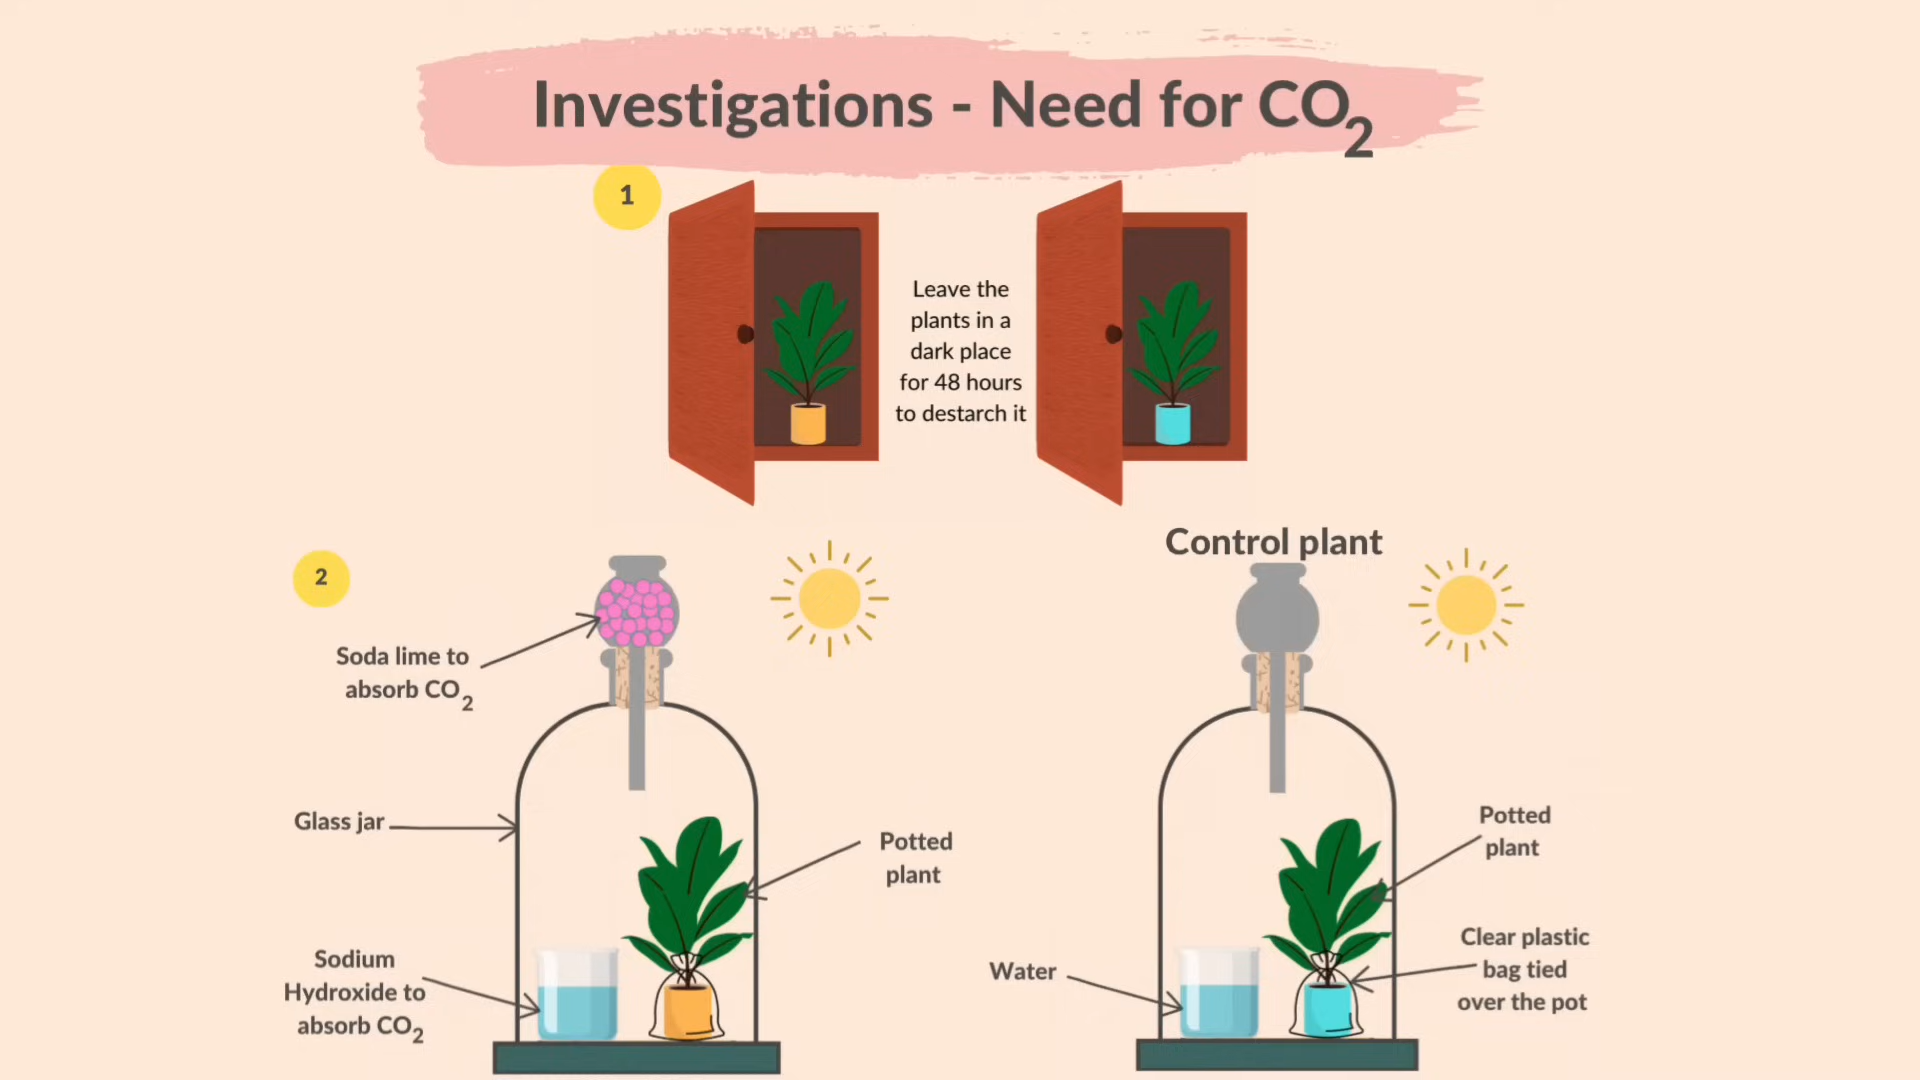 Investigations - Need for CO2
1
Leave the
plants in a
dark place
for 48 hours
to destarch it
Control plant
2
Soda lime to
absorb CO2
Glass jar
Potted
plant
Sodium
Hydroxide to
absorb CO2
Potted
plant
Clear plastic
bag tied
over the pot
Water